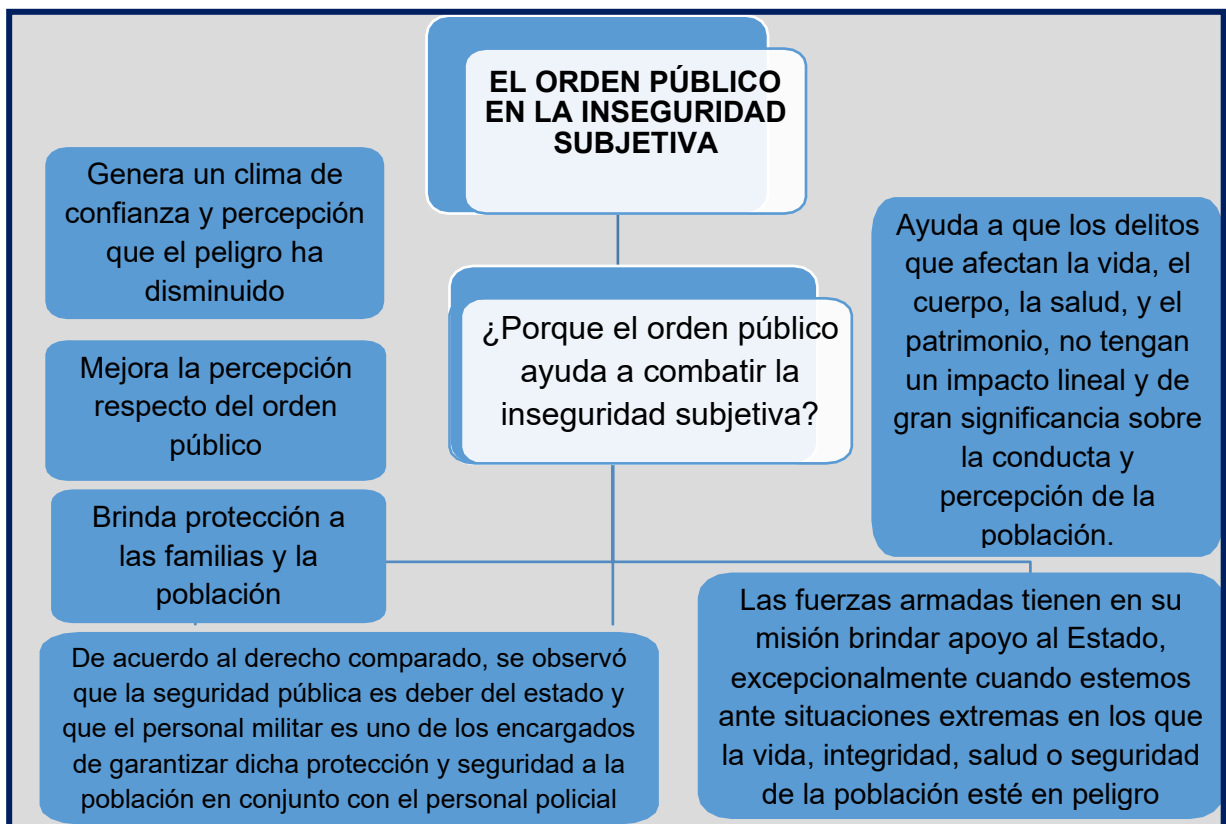 EL ORDEN PÚBLICO
EN LA INSEGURIDAD
SUBJETIVA
¿Porque el orden público
ayuda a combatir la
inseguridad subjetiva?
Genera un clima de
confianza y percepción
que el peligro ha
disminuido
Mejora la percepción
respecto del orden
público
Brinda protección a
las familias y la
población
Ayuda a que los delitos
que afectan la vida, el
cuerpo, la salud, y el
patrimonio, no tengan
un impacto lineal y de
gran significancia sobre
la conducta y
percepción de la
población.
De acuerdo al derecho comparado, se observó
que la seguridad pública es deber del estado y
que el personal militar es uno de los encargados
de garantizar dicha protección y seguridad a la
población en conjunto con el personal policial
Las fuerzas armadas tienen en su
misión brindar apoyo al Estado,
excepcionalmente cuando estemos
ante situaciones extremas en los que
la vida, integridad, salud o seguridad
de la población esté en peligro